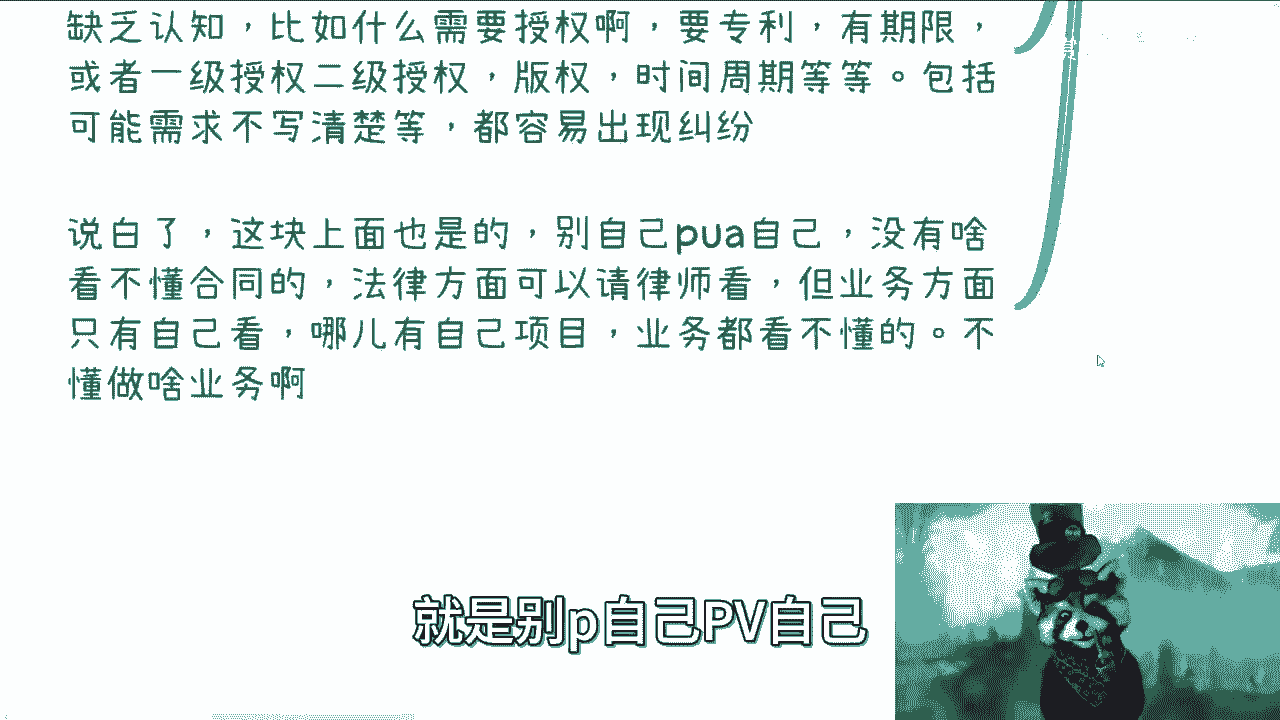 缺乏认知，比如什么需要授权啊，要专利，有期限，
或者一级授权二级授权，版权，时间周期等等。包括
可能需求不写清楚等，都容易出现纠纷
说白了，这块上面也是的，别自己pua自己，没有啥
看不懂合同的，法律方面可以请律师看，但业务方面
只有自己看，哪儿有自己项目，业务都看不懂的。不
懂做啥业务啊
就是别p自己PV自己